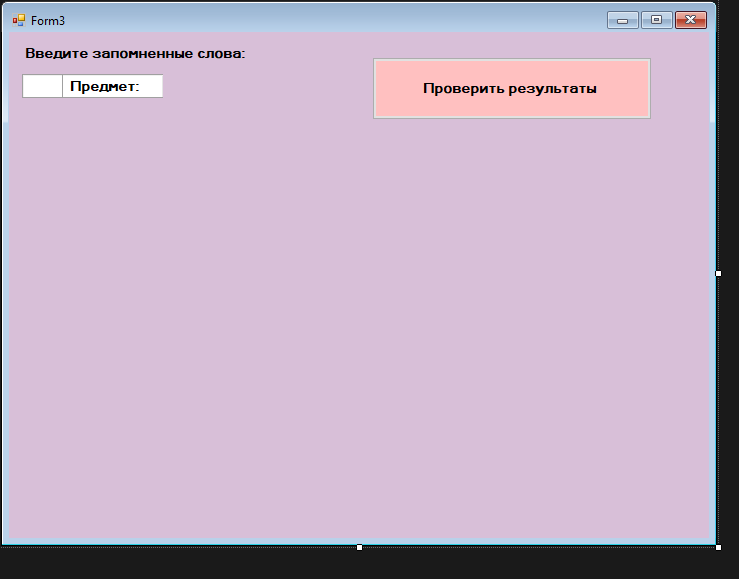 Form3
Введите запомненные слова:
Предмет:
Проверить результаты